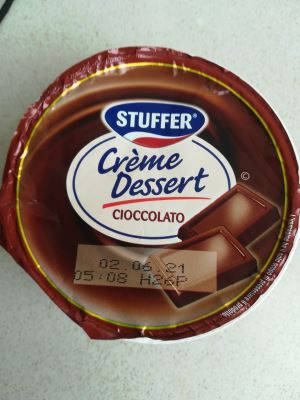 STUFFER®
Crème
Dessert
CIOCCOLATO
©
02.06.21
05:08 H26P